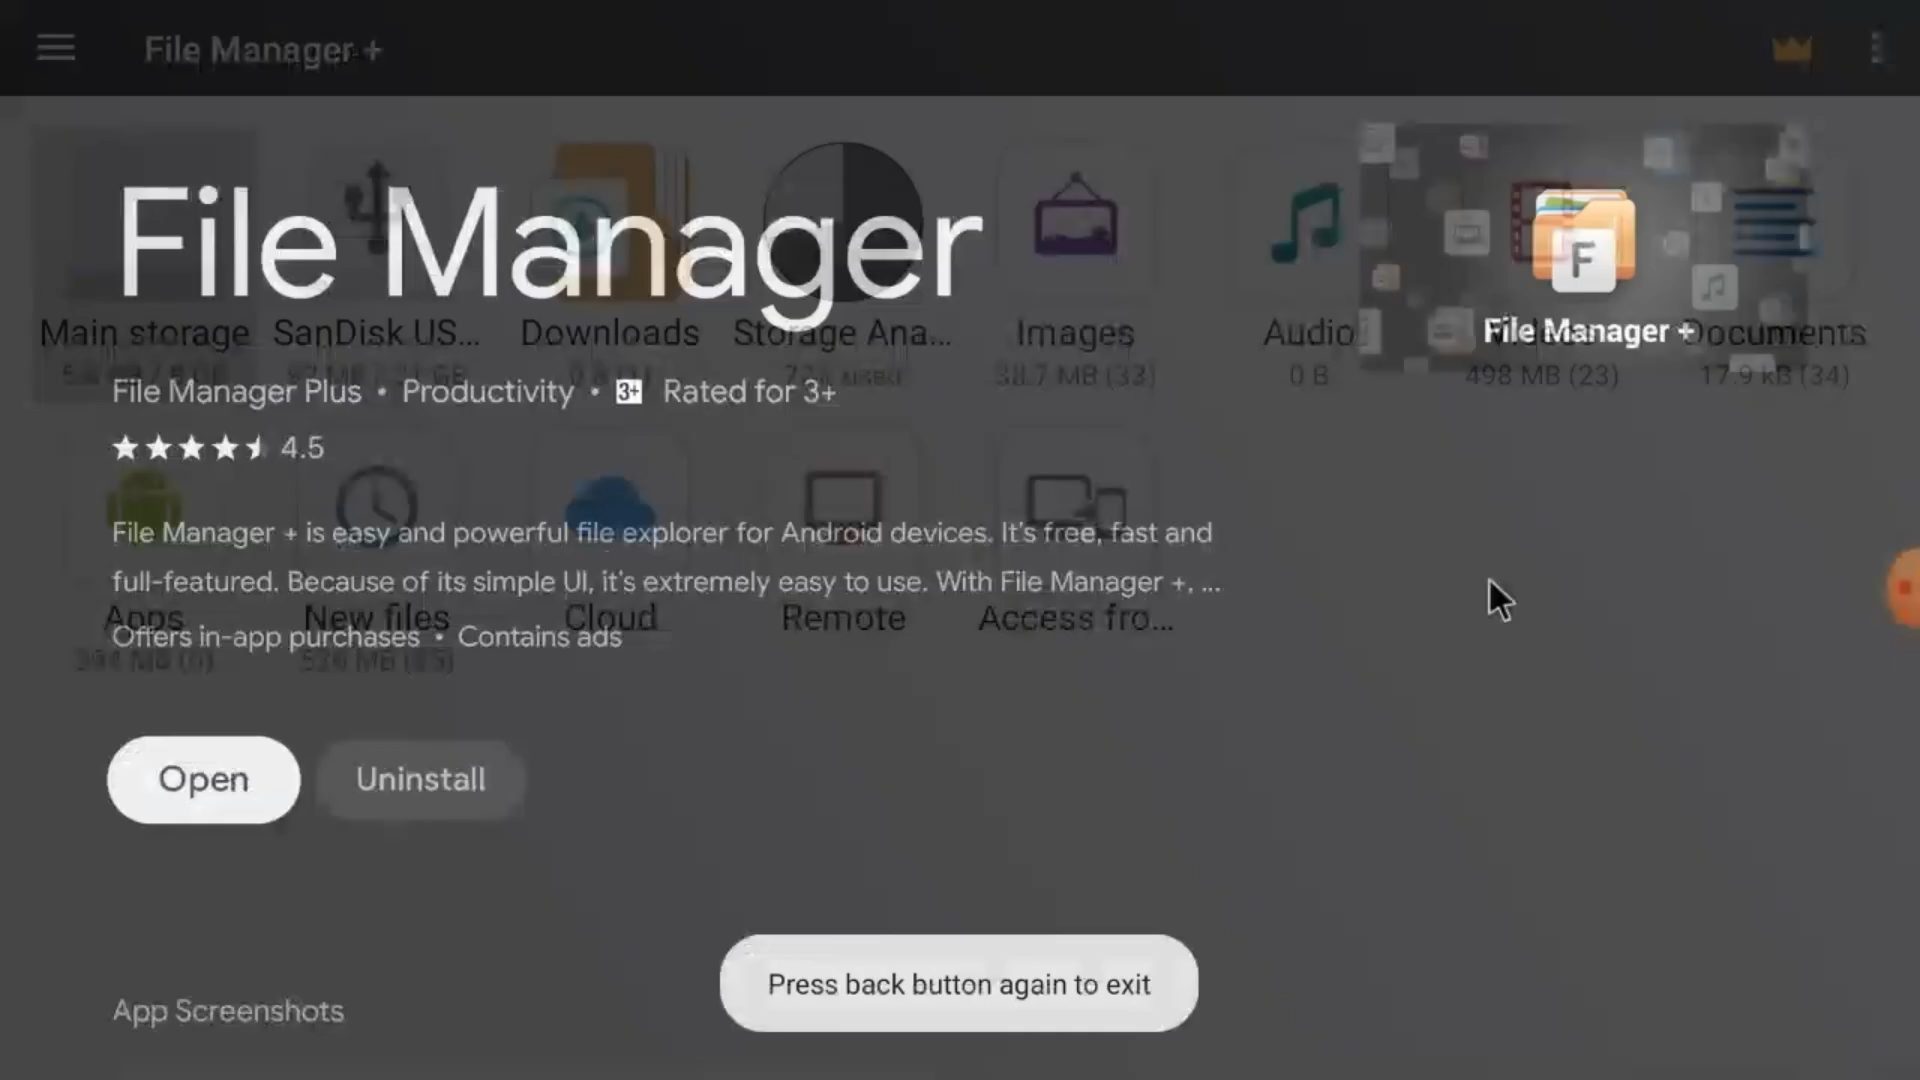 File Manager +
File Manager
Main storage SanDisk US... Downloads Storage Ana... Images Audio Documents
File Manager +
38.7 MB (33) 0 B 498 MB (23) 17.9 kB (34)
File Manager Plus • Productivity • 3+ Rated for 3+
4.5
File Manager + is easy and powerful file explorer for Android devices. It's free, fast and
full-featured. Because of its simple UI, it's extremely easy to use. With File Manager +, ...
Apps New files Cloud Remote Access fro...
Offers in-app purchases • Contains ads
Open Uninstall
Press back button again to exit
App Screenshots